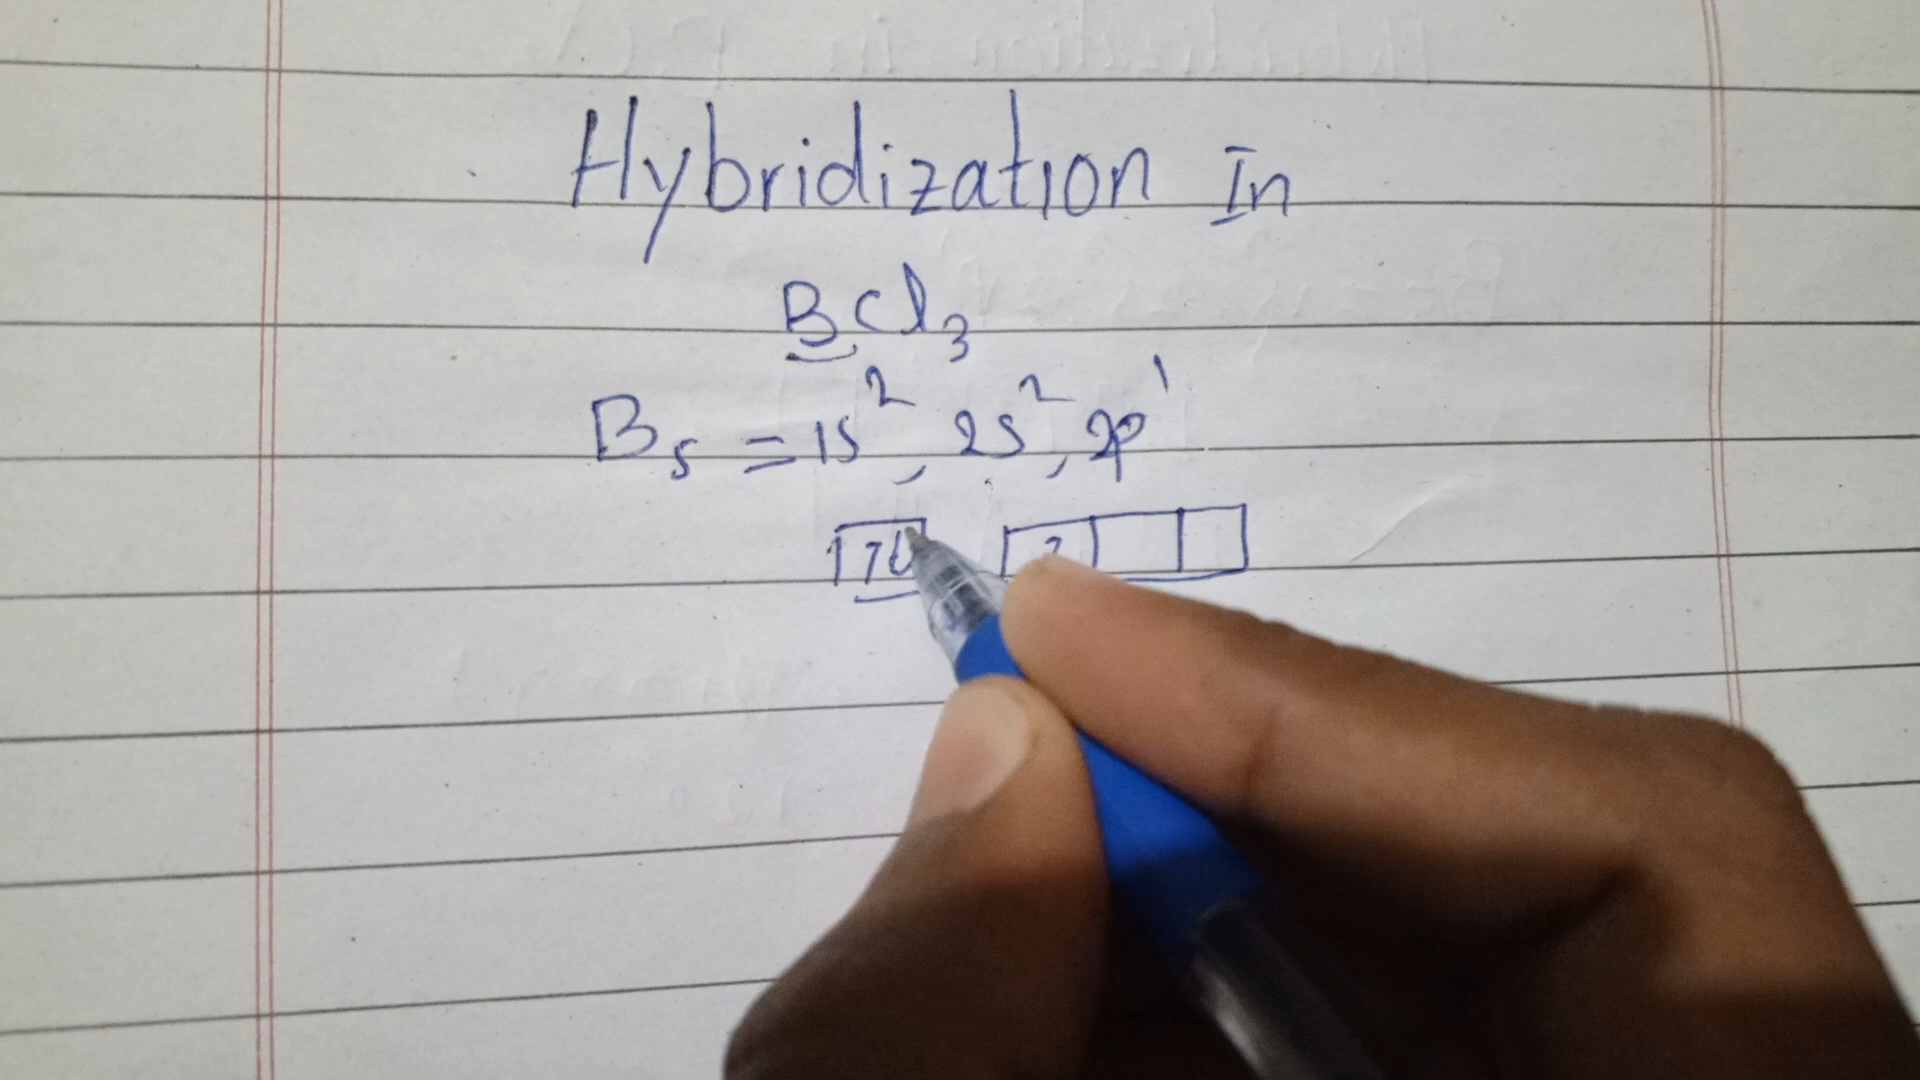 Hybridization In
BCl3
B5 = 1s2, 2s2, 2p1